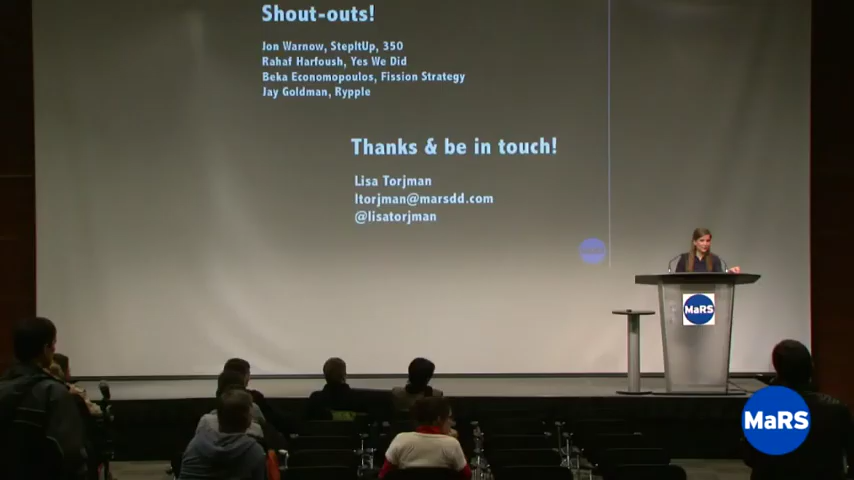 Shout-outs!
Jon Warnow, StepItUp, 350
Rahaf Harfoush, Yes We Did
Beka Economopoulos, Fission Strategy
Jay Goldman, Rypple
Thanks & be in touch!
Lisa Torjman
ltorjman@marsdd.com
@lisatorjman
MaRS
MaRS
MaRS